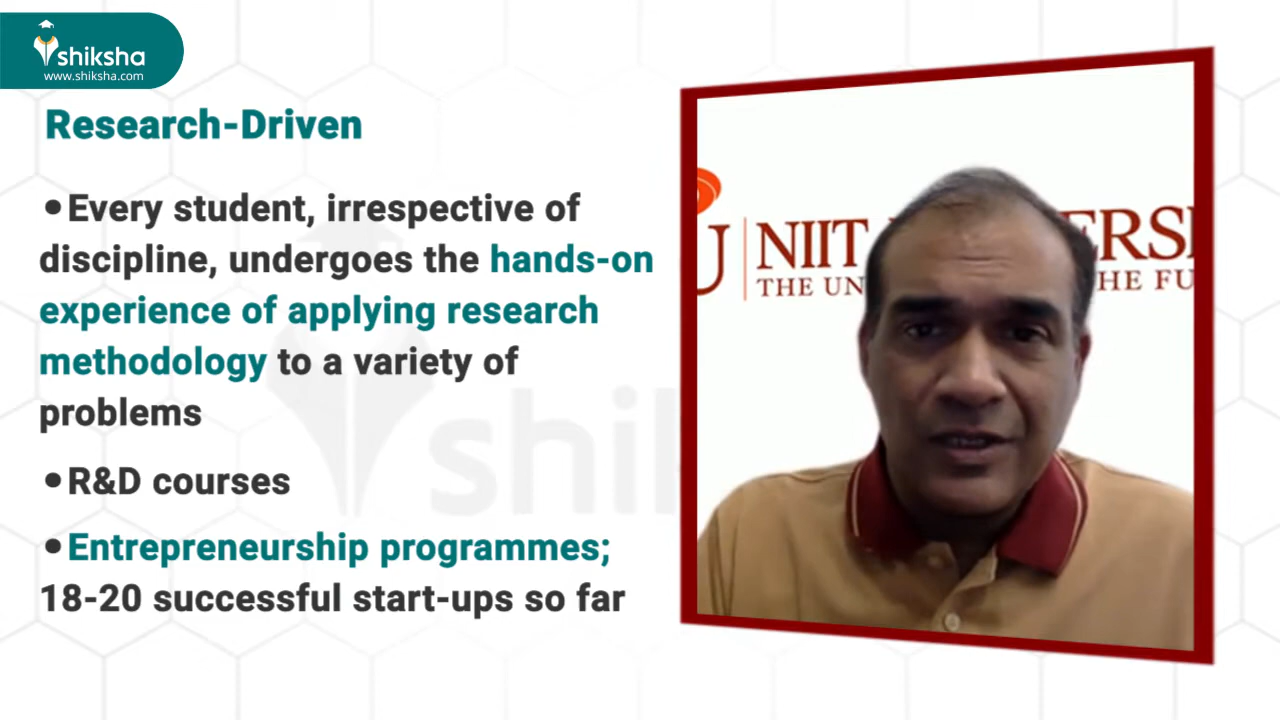 shiksha
www.shiksha.com
Research-Driven
•Every student, irrespective of
discipline, undergoes the hands-on
experience of applying research
methodology to a variety of
problems
•R&D courses
•Entrepreneurship programmes;
18-20 successful start-ups so far
U NIIT ERSI
THE UN HE FU
shik